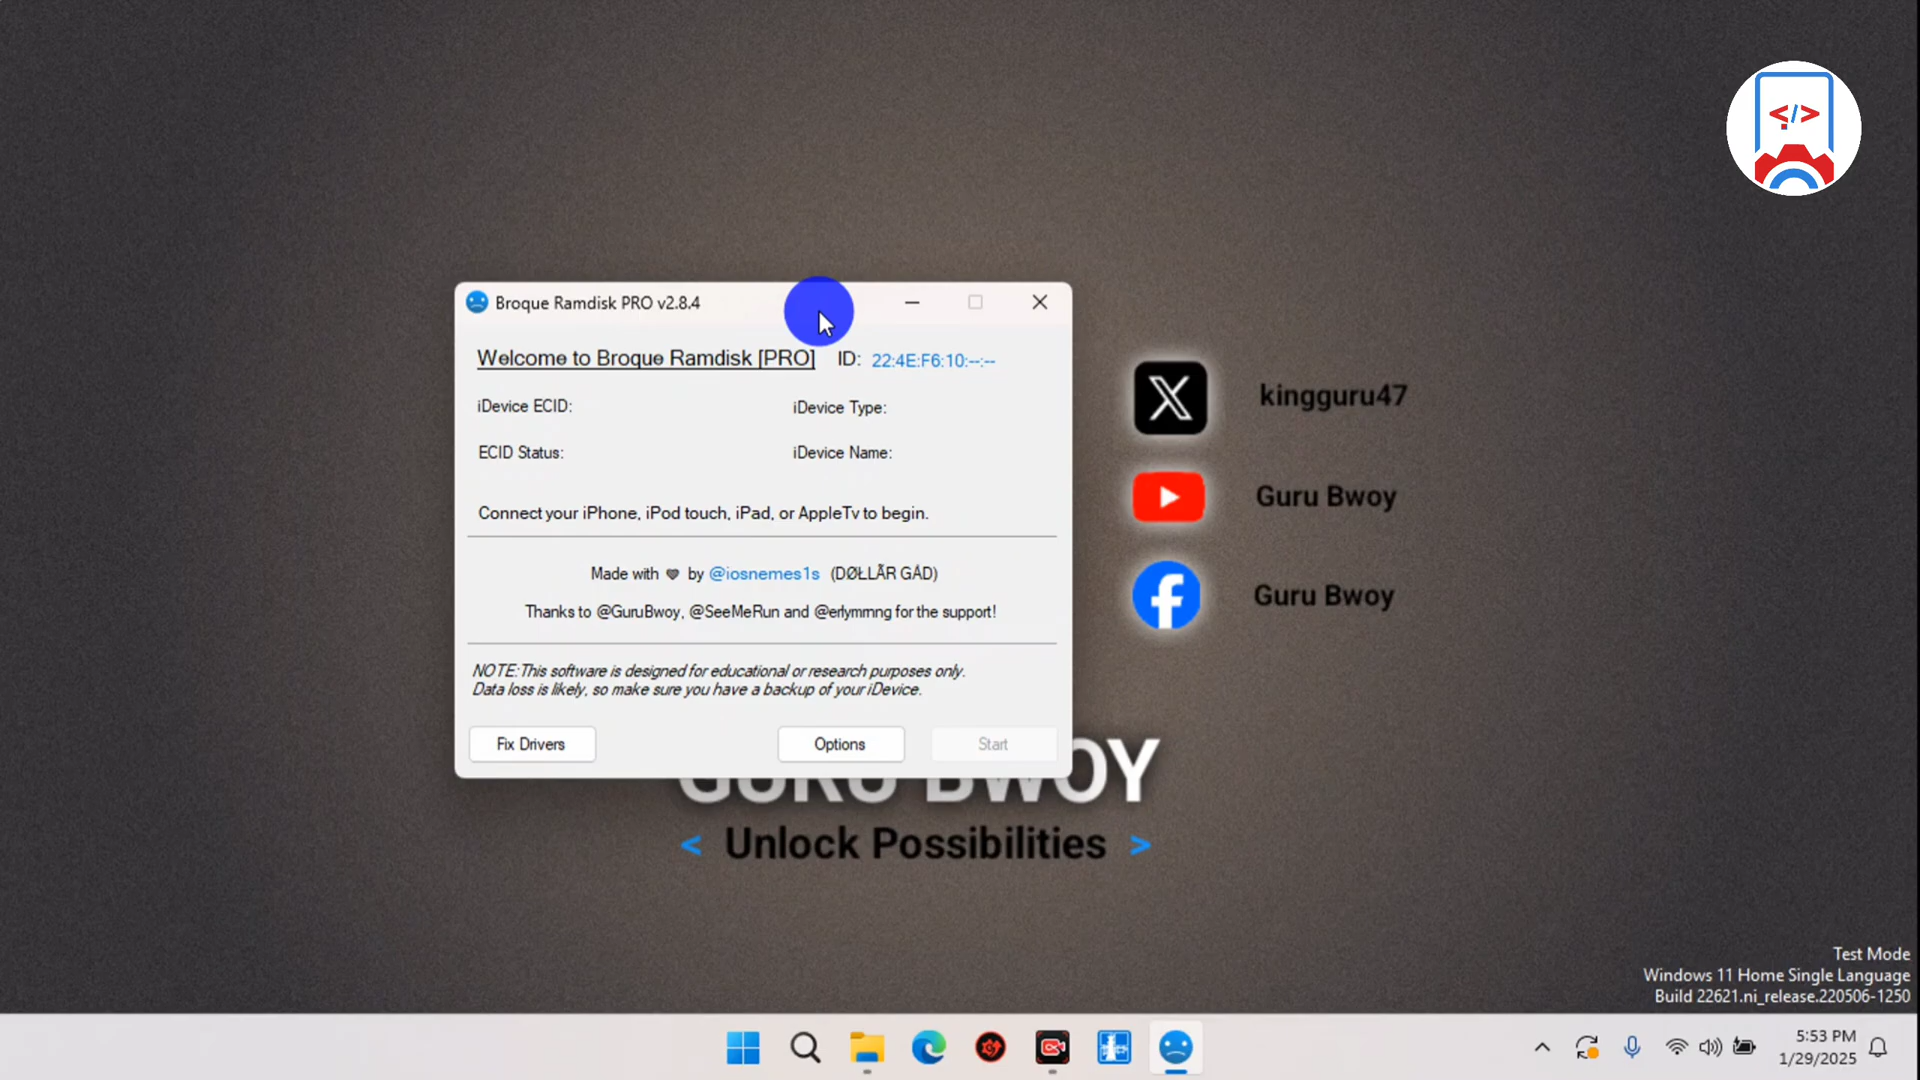 </>
Broque Ramdisk PRO v2.8.4
Welcome to Broque Ramdisk [PRO] ID: 22:4E:F6:10:--:--
iDevice ECID: iDevice Type:
ECID Status: iDevice Name:
Connect your iPhone, iPod touch, iPad, or AppleTv to begin.
Made with ♥ by @iosnemes1s (DØŁLÃR GÅD)
Thanks to @GuruBwoy, @SeeMeRun and @erlymrng for the support!
NOTE:This software is designed for educational or research purposes only.
Data loss is likely, so make sure you have a backup of your iDevice.
Fix Drivers Options Start
X kingguru47
Guru Bwoy
f Guru Bwoy
GURU BWOY
< Unlock Possibilities >
Test Mode
Windows 11 Home Single Language
Build 22621.ni_release.220506-1250
5:53 PM
1/29/2025